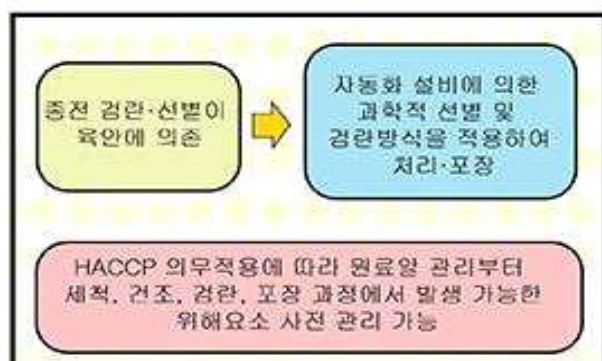 종전 검란·선별이
육안에 의존
자동화 설비에 의한
과학적 선별 및
검란방식을 적용하여
처리·포장
HACCP 의무적용에 따라 원료알 관리부터
세척, 건조, 검란, 포장 과정에서 발생 가능한
위해요소 사전 관리 가능